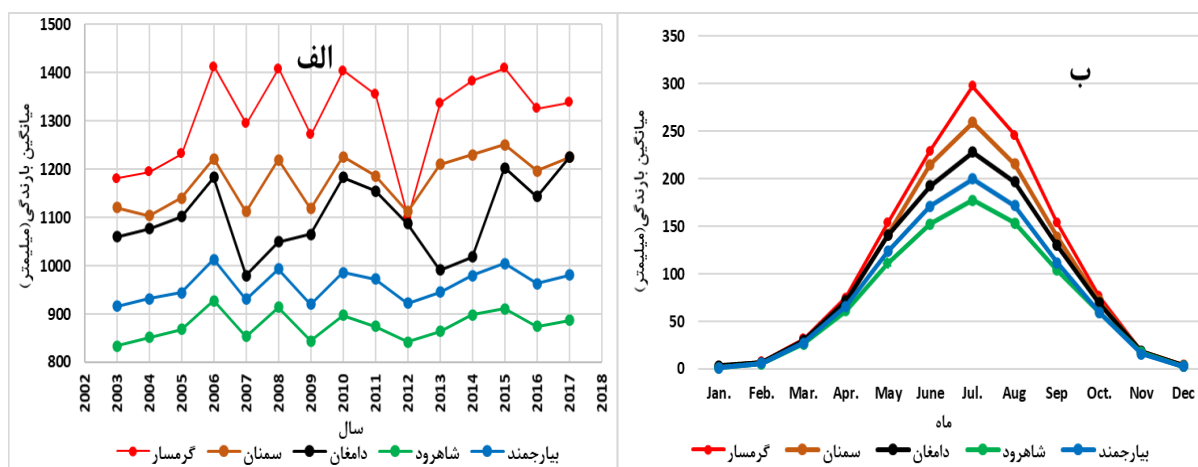 الف
میانگین بارندگی(میلیمتر)
1500
1400
1300
1200
1100
1000
900
800
2002 2003 2004 2005 2006 2007 2008 2009 2010 2011 2012 2013 2014 2015 2016 2017 2018
سال
گرمسار سمنان دامغان شاهرود بیارجمند
ب
میانگین بارندگی(میلیمتر)
350
300
250
200
150
100
50
0
Jan. Feb. Mar. Apr. May June Jul. Aug Sep Oct. Nov Dec
ماه
گرمسار سمنان دامغان شاهرود بیارجمند